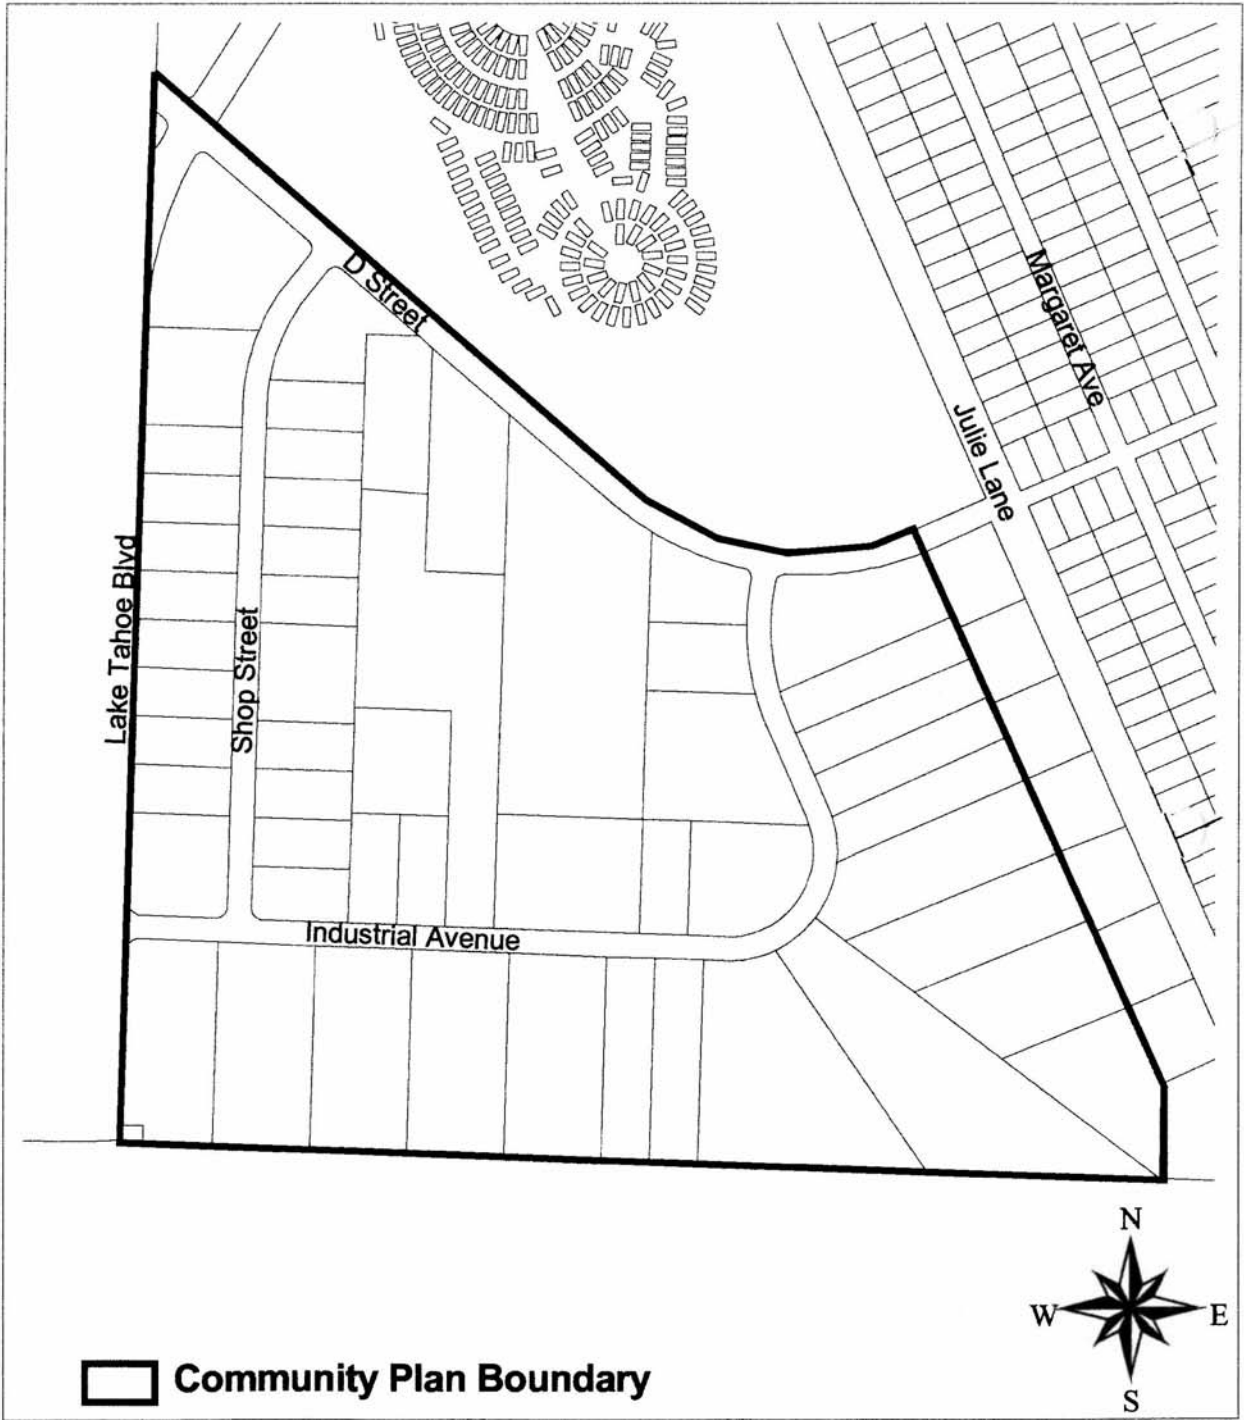 D Street
Margaret Ave
Julie Lane
Lake Tahoe Blvd
Shop Street
Industrial Avenue
N
W
E
S
Community Plan Boundary